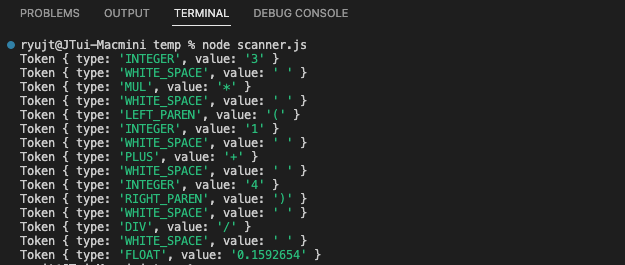 PROBLEMS OUTPUT TERMINAL DEBUG CONSOLE
ryujt@JTui-Macmini temp % node scanner.js
Token { type: 'INTEGER', value: '3' }
Token { type: 'WHITE_SPACE', value: ' ' }
Token { type: 'MUL', value: '*' }
Token { type: 'WHITE_SPACE', value: ' ' }
Token { type: 'LEFT_PAREN', value: '(' }
Token { type: 'INTEGER', value: '1' }
Token { type: 'WHITE_SPACE', value: ' ' }
Token { type: 'PLUS', value: '+' }
Token { type: 'WHITE_SPACE', value: ' ' }
Token { type: 'INTEGER', value: '4' }
Token { type: 'RIGHT_PAREN', value: ')' }
Token { type: 'WHITE_SPACE', value: ' ' }
Token { type: 'DIV', value: '/' }
Token { type: 'WHITE_SPACE', value: ' ' }
Token { type: 'FLOAT', value: '0.1592654' }